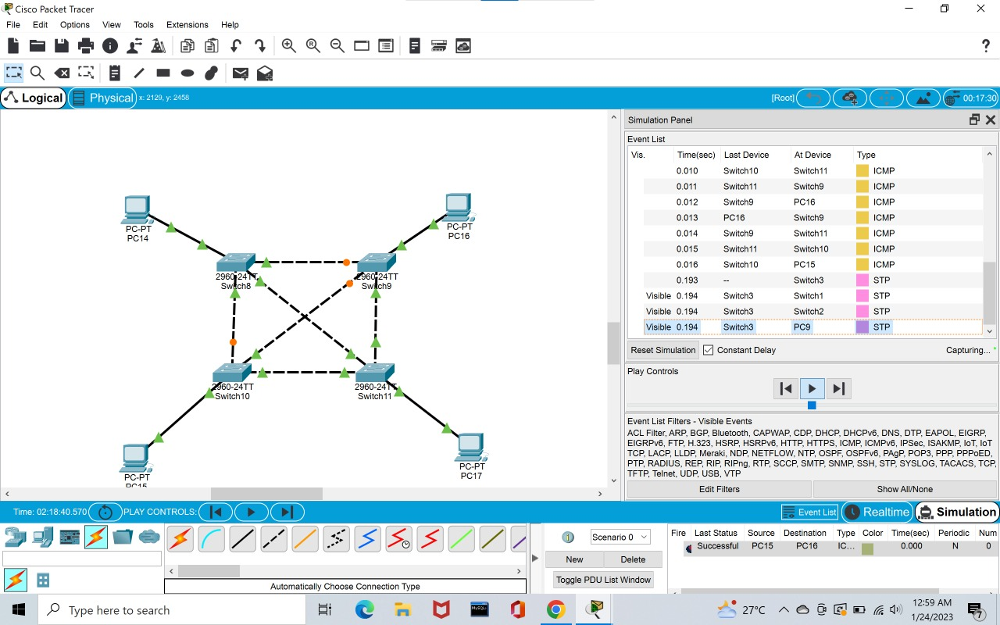 Cisco Packet Tracer
File Edit Options View Tools Extensions Help
?
Logical Physical x: 2129, y: 2458 [Root] 00:17:30
Simulation Panel
Event List
Vis. Time(sec) Last Device At Device Type
0.010 Switch10 Switch11 ICMP
0.011 Switch11 Switch9 ICMP
0.012 Switch9 PC16 ICMP
0.013 PC16 Switch9 ICMP
0.014 Switch9 Switch11 ICMP
0.015 Switch11 Switch10 ICMP
0.016 Switch10 PC15 ICMP
0.193 -- Switch3 STP
Visible 0.194 Switch3 Switch1 STP
Visible 0.194 Switch3 Switch2 STP
Visible 0.194 Switch3 PC9 STP
Reset Simulation Constant Delay Capturing...
Play Controls
Event List Filters - Visible Events
ACL Filter, ARP, BGP, Bluetooth, CAPWAP, CDP, DHCP, DHCPv6, DNS, DTP, EAPOL, EIGRP,
EIGRPv6, FTP, H.323, HSRP, HSRPv6, HTTP, HTTPS, ICMP, ICMPv6, IPSec, ISAKMP, IoT, IoT
TCP, LACP, LLDP, Meraki, NDP, NETFLOW, NTP, OSPF, OSPFv6, PAgP, POP3, PPP, PPPoED,
PTP, RADIUS, REP, RIP, RIPng, RTP, SCCP, SMTP, SNMP, SSH, STP, SYSLOG, TACACS, TCP,
TFTP, Telnet, UDP, USB, VTP
Edit Filters Show All/None
PC-PT
PC14
PC-PT
PC16
2960-24TT
Switch8
2960-24TT
Switch9
2960-24TT
Switch10
2960-24TT
Switch11
PC-PT
PC15
PC-PT
PC17
Time: 02:18:40.570 PLAY CONTROLS: Event List Realtime Simulation
Scenario 0
New Delete
Toggle PDU List Window
Fire Last Status Source Destination Type Color Time(sec) Periodic Num
Successful PC15 PC16 IC... 0.000 N 0
Automatically Choose Connection Type
Type here to search
MySQL
27°C
12:59 AM
1/24/2023
7